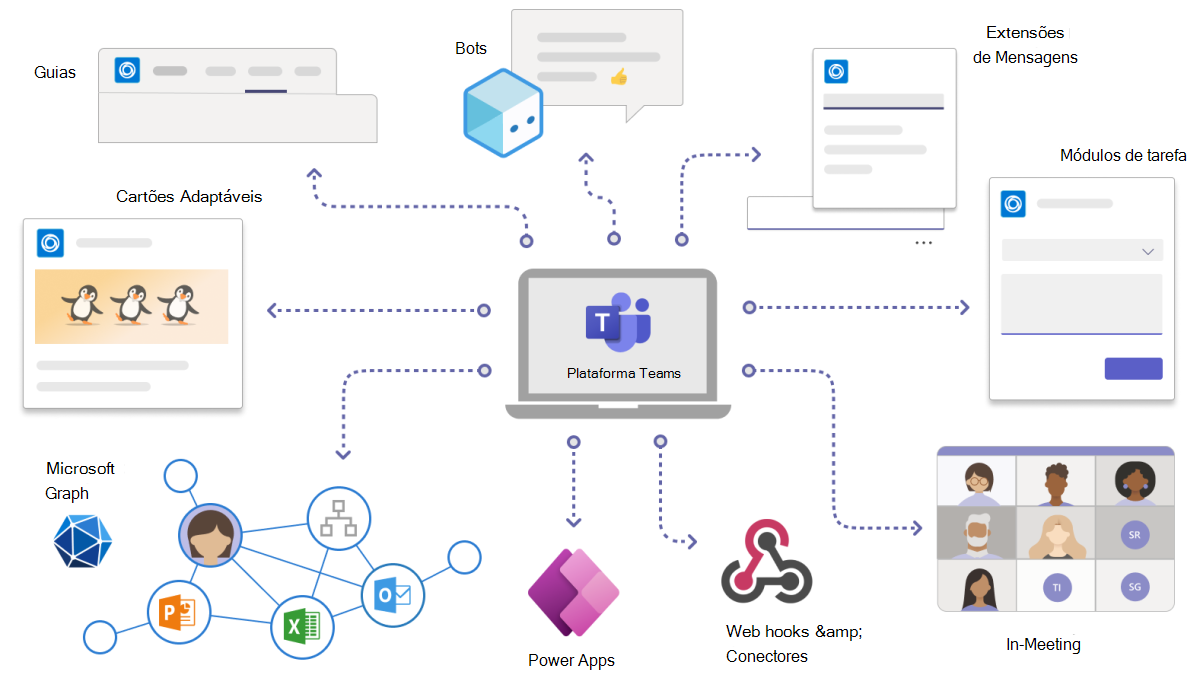 Guias
Bots
Extensões
de Mensagens
Módulos de tarefa
Cartões Adaptáveis
T
Plataforma Teams
Microsoft
Graph
P
X
O
Power Apps
Web hooks &amp;
Conectores
SR
TI
SG
In-Meeting